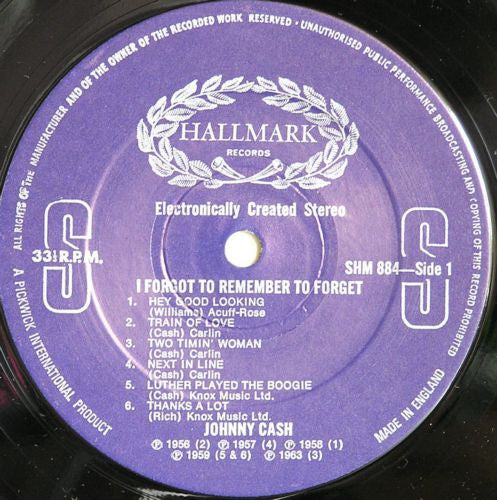 ALL RIGHTS OF THE MANUFACTURER AND OF THE OWNER OF THE RECORDED WORK RESERVED · UNAUTHORISED PUBLIC PERFORMANCE BROADCASTING AND COPYING OF THIS RECORD PROHIBITED
HALLMARK
RECORDS
Electronically Created Stereo
S
S
33⅓ R.P.M.
SHM 884—Side 1
I FORGOT TO REMEMBER TO FORGET
1. HEY GOOD LOOKING
(Williams) Acuff-Rose
2. TRAIN OF LOVE
(Cash) Carlin
3. TWO TIMIN' WOMAN
(Cash) Carlin
4. NEXT IN LINE
(Cash) Carlin
5. LUTHER PLAYED THE BOOGIE
(Cash) Knox Music Ltd.
6. THANKS A LOT
(Rich) Knox Music Ltd.
JOHNNY CASH
℗ 1956 (2) ℗ 1957 (4) ℗ 1958 (1)
℗ 1959 (5 & 6) ℗ 1963 (3)
A PICKWICK INTERNATIONAL PRODUCT
MADE IN ENGLAND